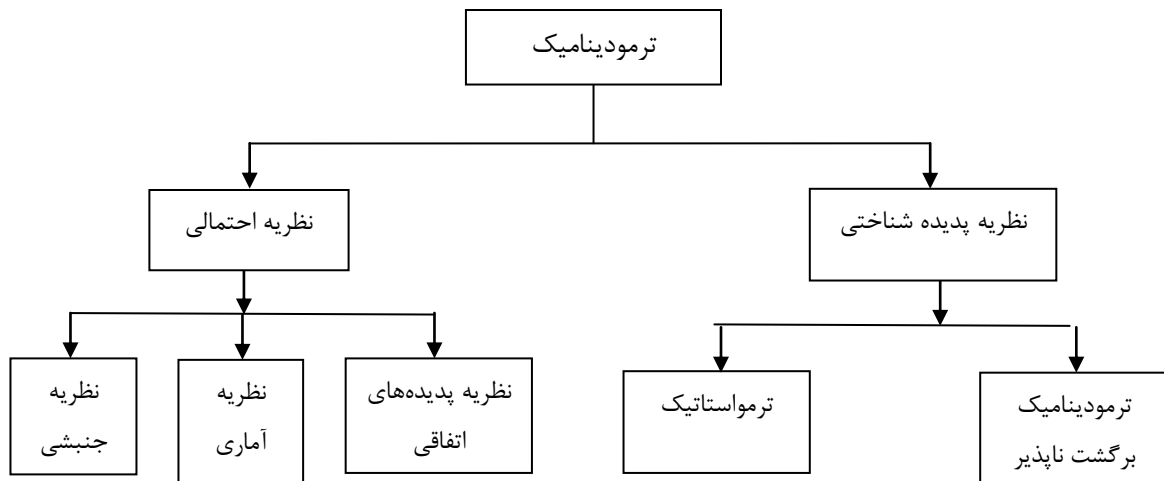 ترمودینامیک
نظریه پدیده شناختی
نظریه احتمالی
ترمودینامیک
برگشت ناپذیر
ترمواستاتیک
نظریه پدیده‌های
اتفاقی
نظریه
آماری
نظریه
جنبشی